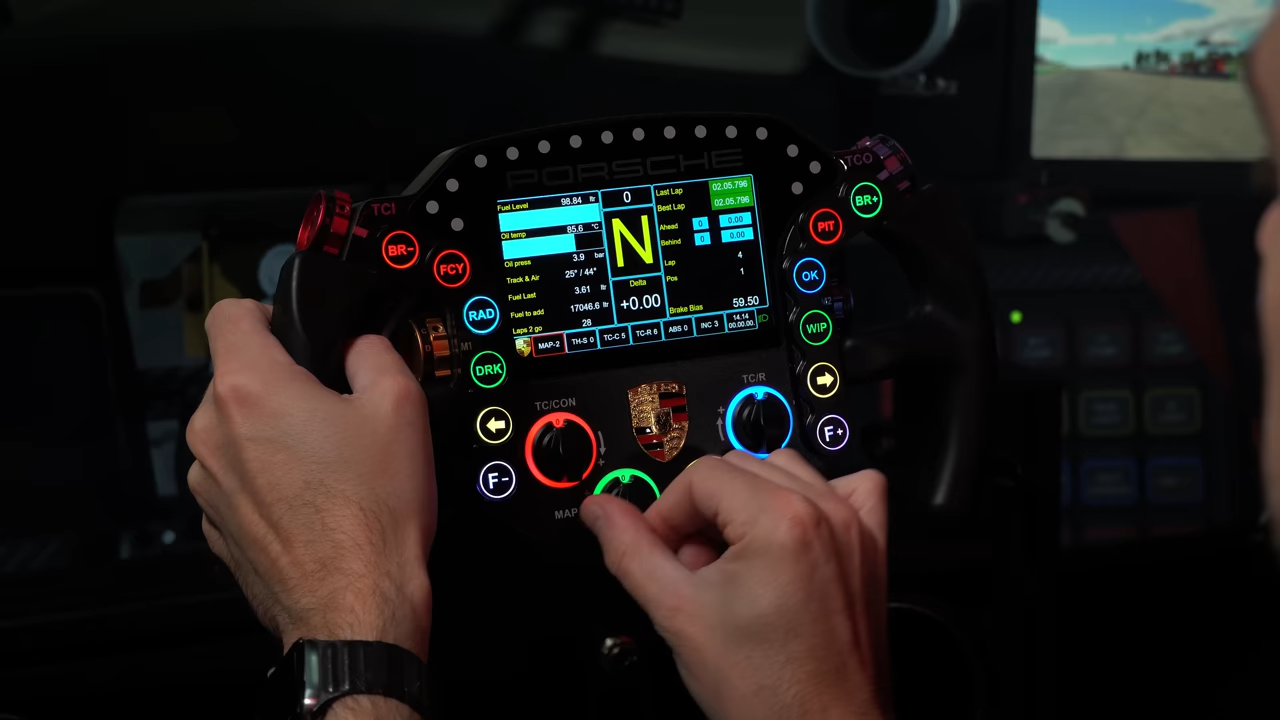 PORSCHE
TCO
TCI
BR+
BR-
PIT
FCY
OK
RAD
WIP
DRK
F+
F-
M1
Fuel Level 98.84 ltr
Oil temp 85,6 °C
Oil press 3.9 bar
Track & Air 25° / 44°
Fuel Last 3.61 ltr
Fuel to add 17046.6 ltr
Laps 2 go 28
0
N
Delta
+0.00
Last Lap 02.05.796
Best Lap 02.05.796
Ahead 0 0.00
Behind 0 0.00
Lap 4
Pos 1
Brake Bias 59.50
MAP-2 TH-S 0 TC-C 5 TC-R 6 ABS 0 INC 3 14.14
00.00.00.
TC/CON
0
+
TC/R
0
+
MAP
0